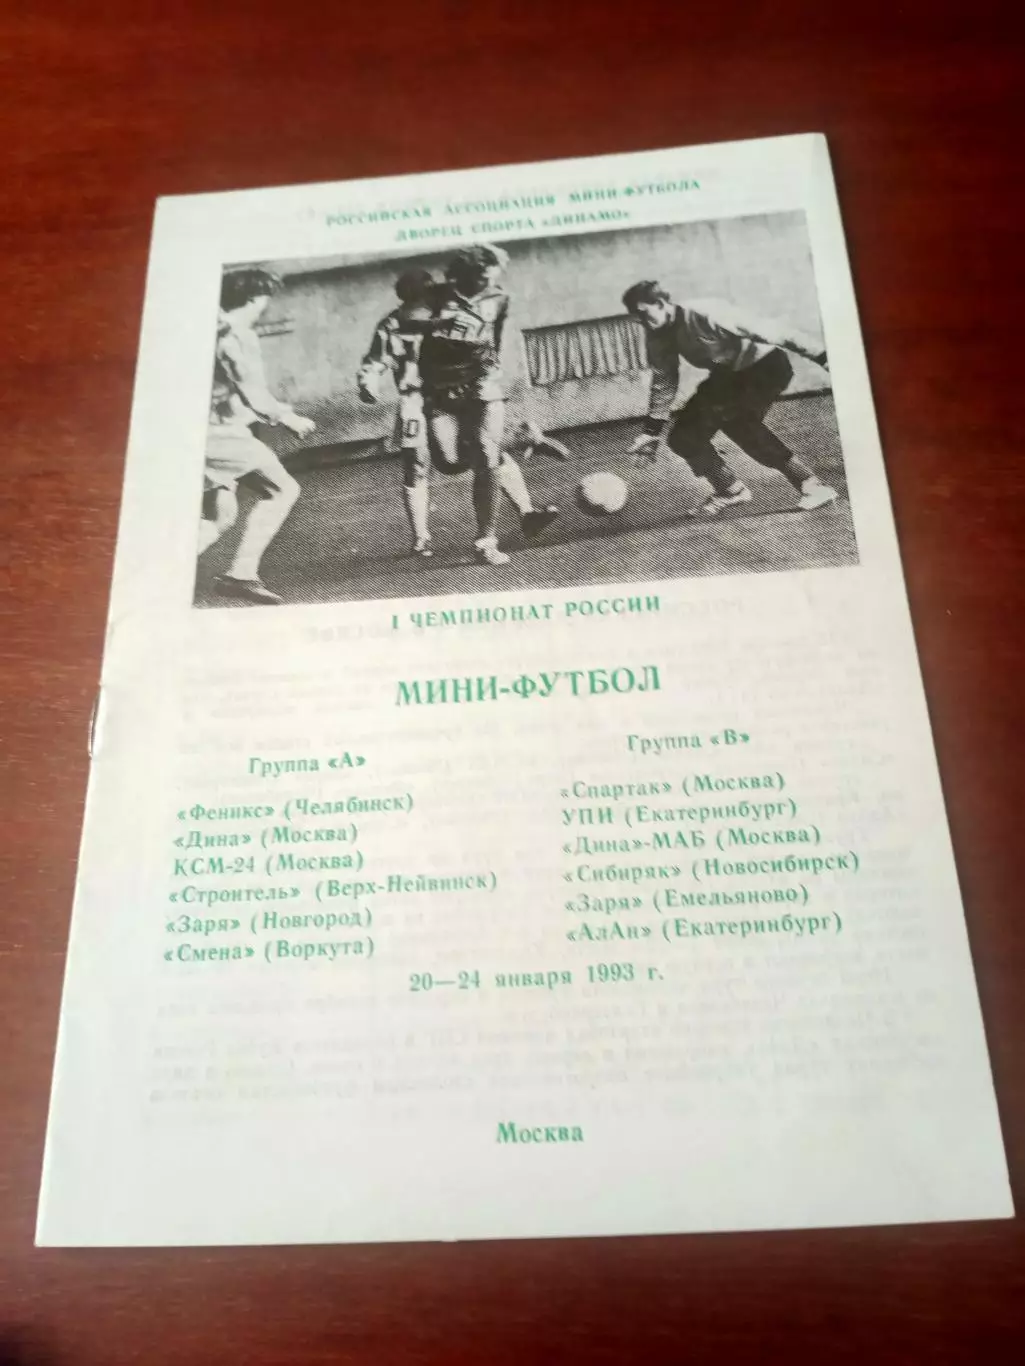 РОССИЙСКАЯ АССОЦИАЦИЯ МИНИ-ФУТБОЛА
ДВОРЕЦ СПОРТА «ДИНАМО»
I ЧЕМПИОНАТ РОССИИ
МИНИ-ФУТБОЛ
Группа «А»
«Феникс» (Челябинск)
«Дина» (Москва)
КСМ-24 (Москва)
«Строитель» (Верх-Нейвинск)
«Заря» (Новгород)
«Смена» (Воркута)
Группа «В»
«Спартак» (Москва)
УПИ (Екатеринбург)
«Дина»-МАБ (Москва)
«Сибиряк» (Новосибирск)
«Заря» (Емельяново)
«АлАн» (Екатеринбург)
20—24 января 1993 г.
Москва